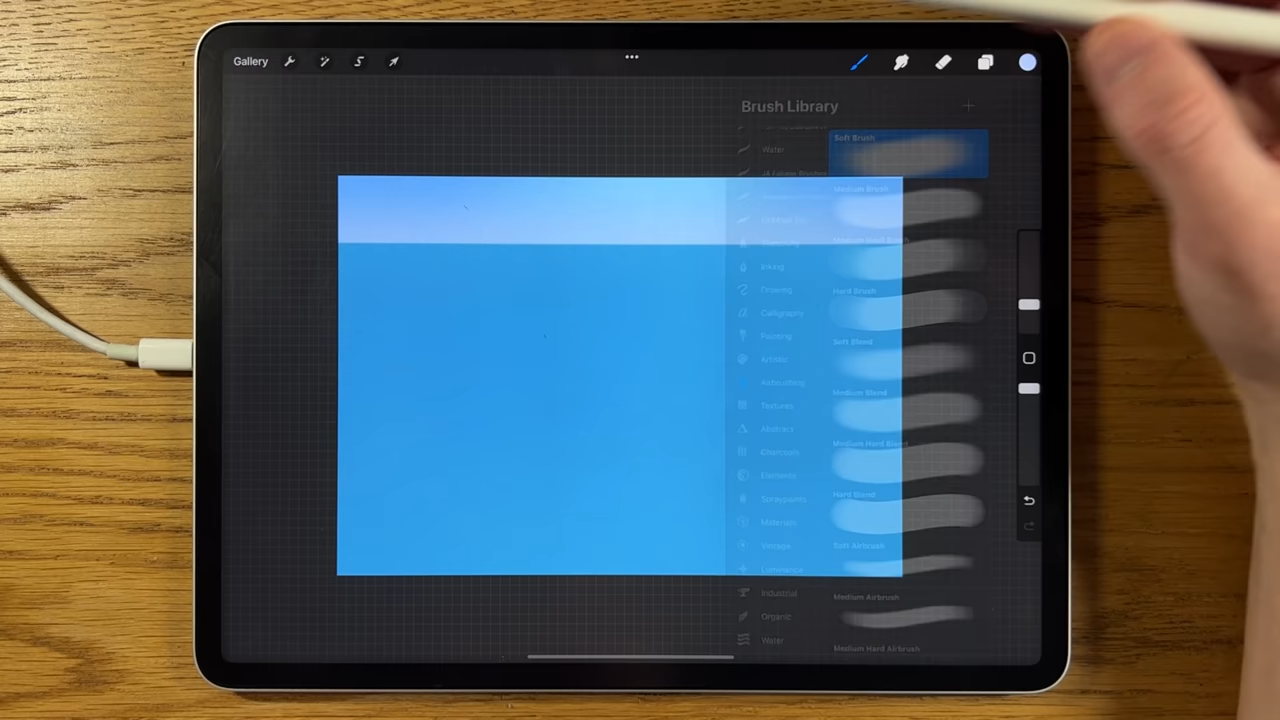 Gallery
Brush Library
Water
Soft Brush
Medium Brush
Inking
Hard Brush
Drawing
Calligraphy
Painting
Soft Blend
Artistic
Airbrushing
Medium Blend
Textures
Abstract
Medium Hard Blend
Charcoals
Elements
Hard Blend
Spraypaints
Materials
Vintage
Soft Airbrush
Luminance
Industrial
Medium Airbrush
Organic
Water
Medium Hard Airbrush